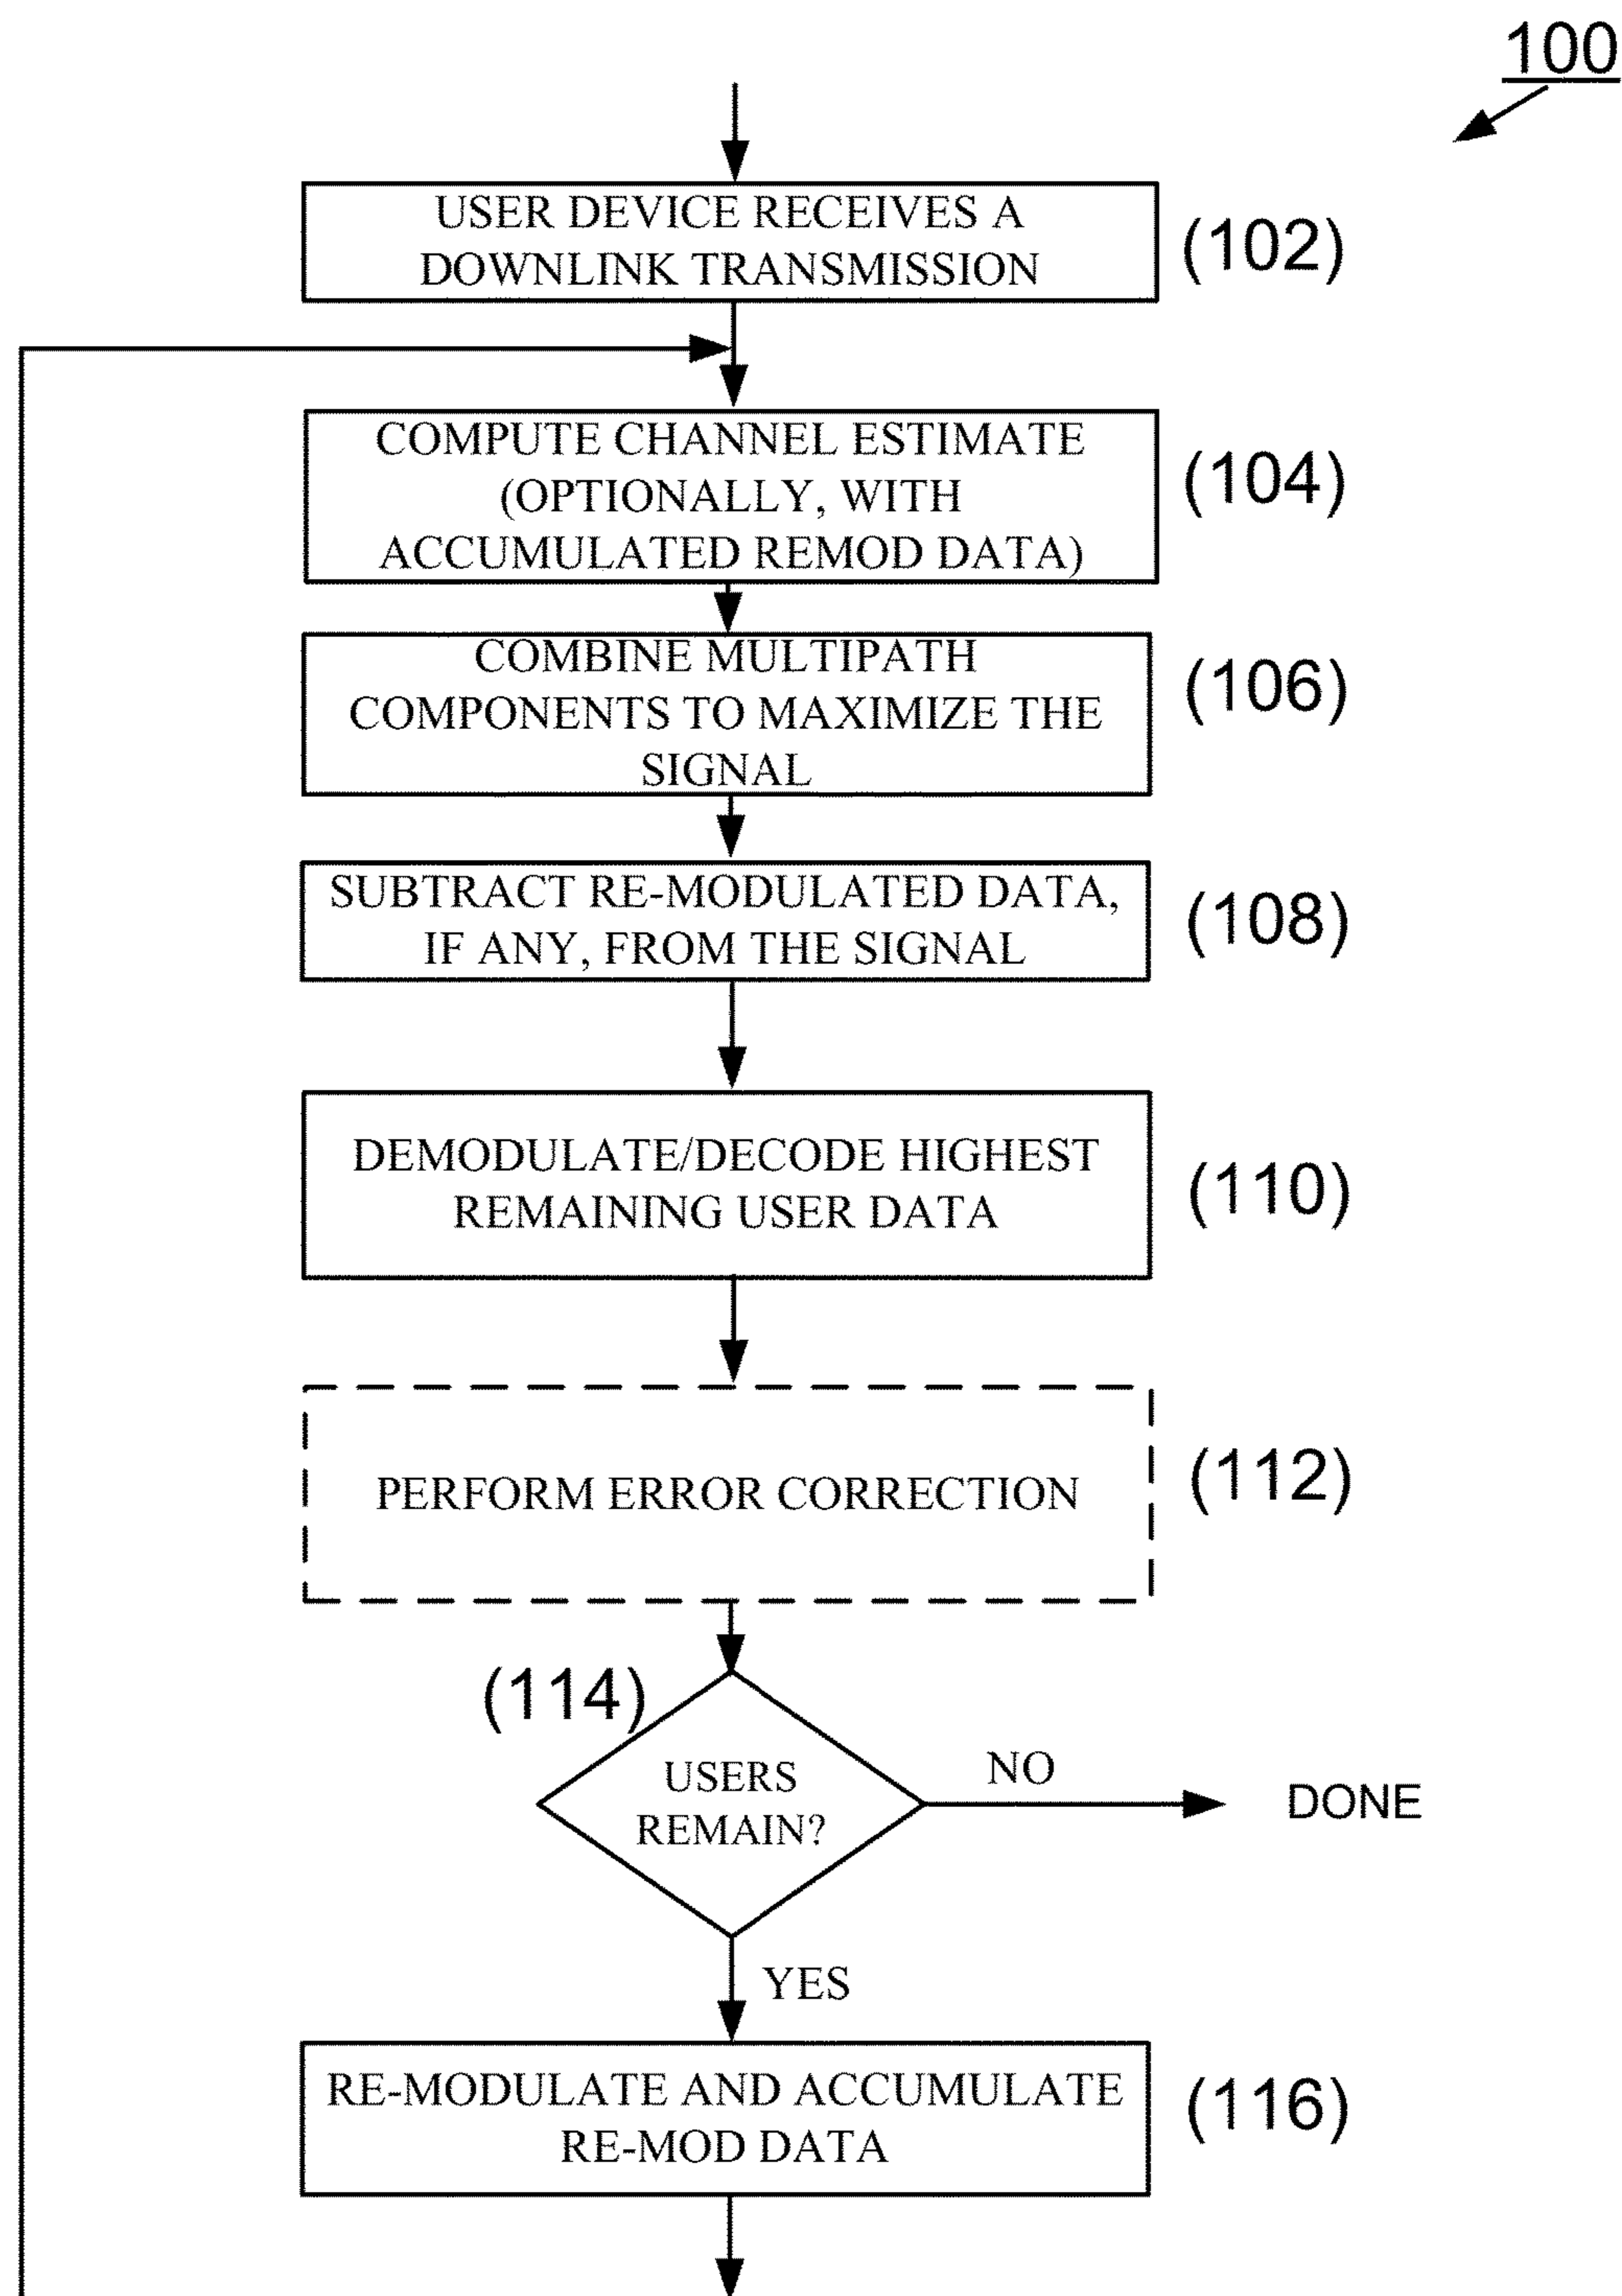 100
USER DEVICE RECEIVES A
DOWNLINK TRANSMISSION
(102)
COMPUTE CHANNEL ESTIMATE
(OPTIONALLY, WITH
ACCUMULATED REMOD DATA)
(104)
COMBINE MULTIPATH
COMPONENTS TO MAXIMIZE THE
SIGNAL
(106)
SUBTRACT RE-MODULATED DATA,
IF ANY, FROM THE SIGNAL
(108)
DEMODULATE/DECODE HIGHEST
REMAINING USER DATA
(110)
PERFORM ERROR CORRECTION
(112)
(114)
USERS
REMAIN?
NO
DONE
YES
RE-MODULATE AND ACCUMULATE
RE-MOD DATA
(116)